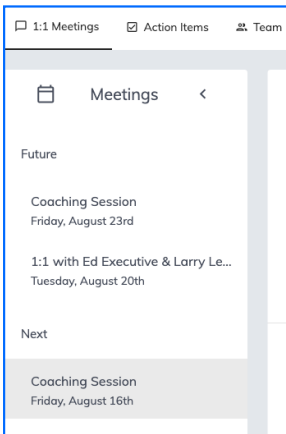 1:1 Meetings Action Items Team
Meetings
Future
Coaching Session
Friday, August 23rd
1:1 with Ed Executive & Larry Le...
Tuesday, August 20th
Next
Coaching Session
Friday, August 16th